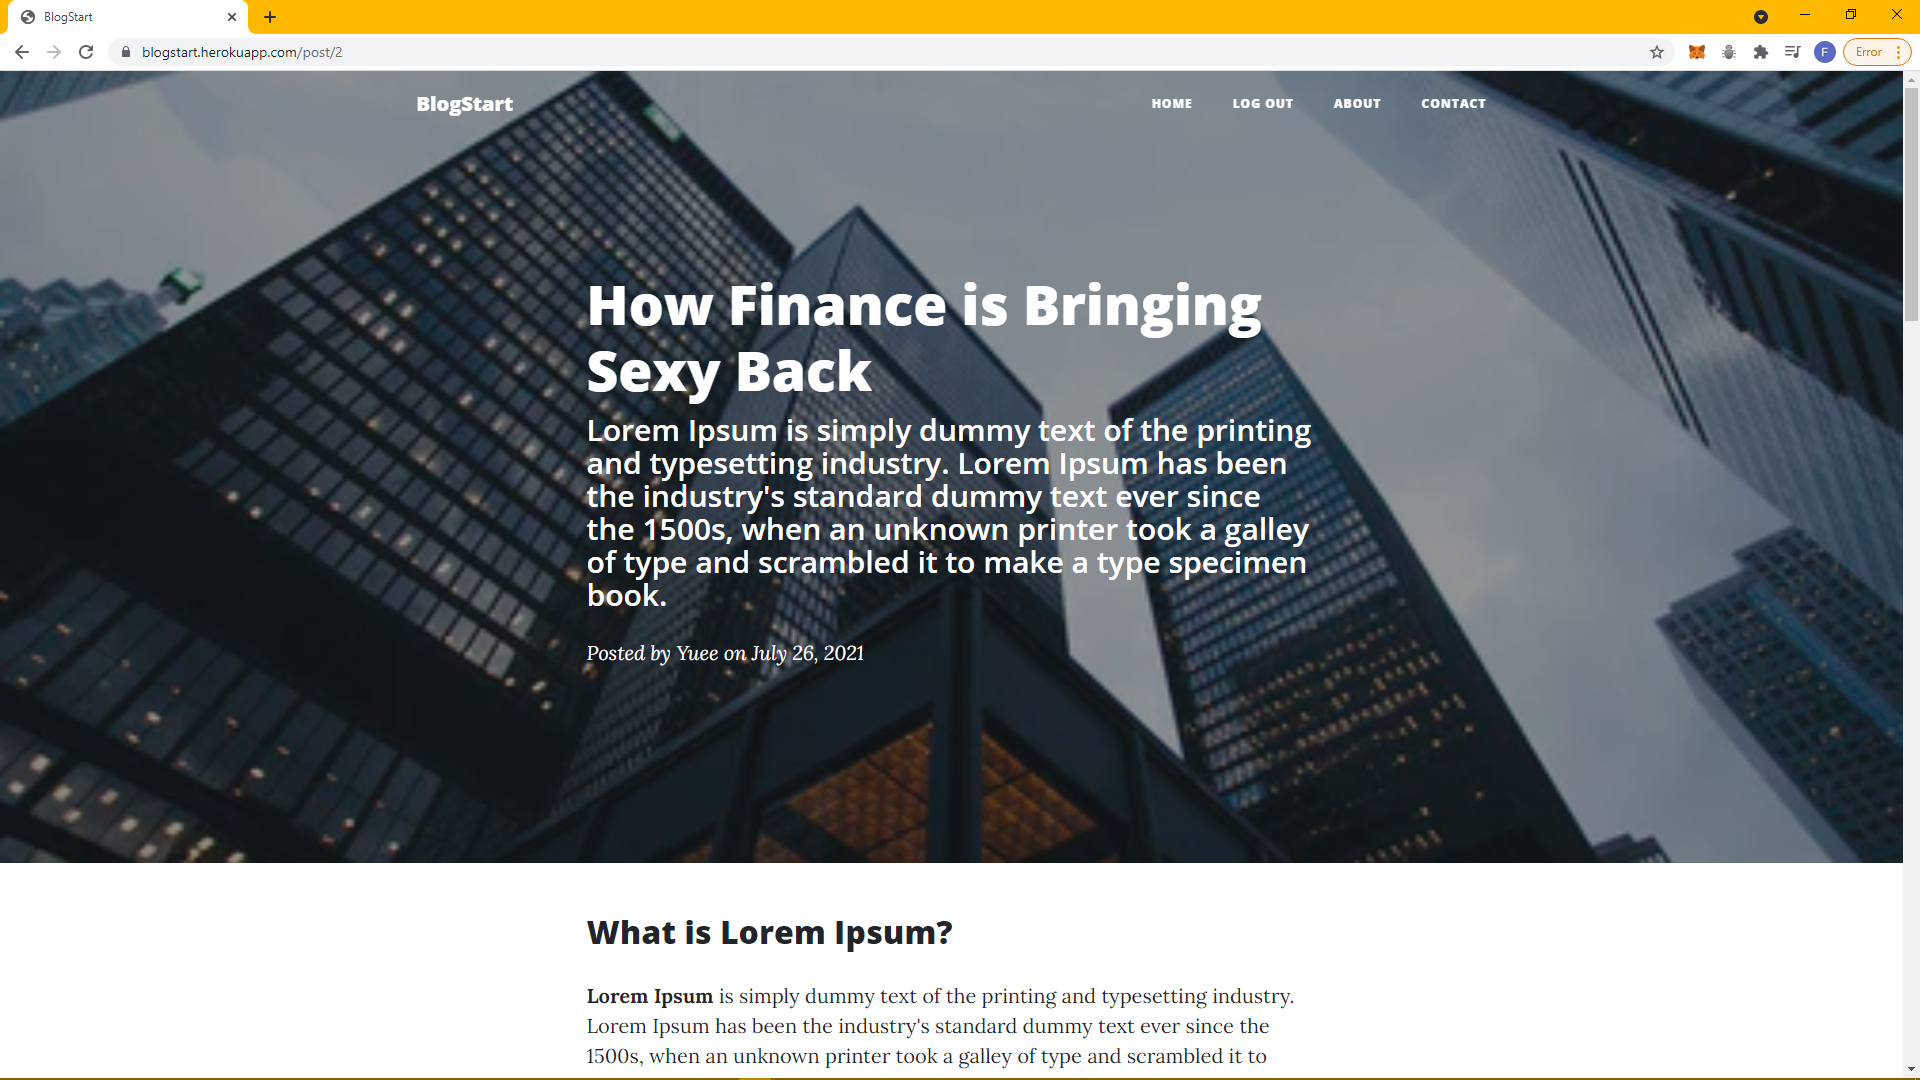 BlogStart
blogstart.herokuapp.com/post/2
F
Error
BlogStart
HOME
LOG OUT
ABOUT
CONTACT
How Finance is Bringing
Sexy Back
Lorem Ipsum is simply dummy text of the printing
and typesetting industry. Lorem Ipsum has been
the industry's standard dummy text ever since
the 1500s, when an unknown printer took a galley
of type and scrambled it to make a type specimen
book.
Posted by Yuee on July 26, 2021
What is Lorem Ipsum?
Lorem Ipsum is simply dummy text of the printing and typesetting industry.
Lorem Ipsum has been the industry's standard dummy text ever since the
1500s, when an unknown printer took a galley of type and scrambled it to